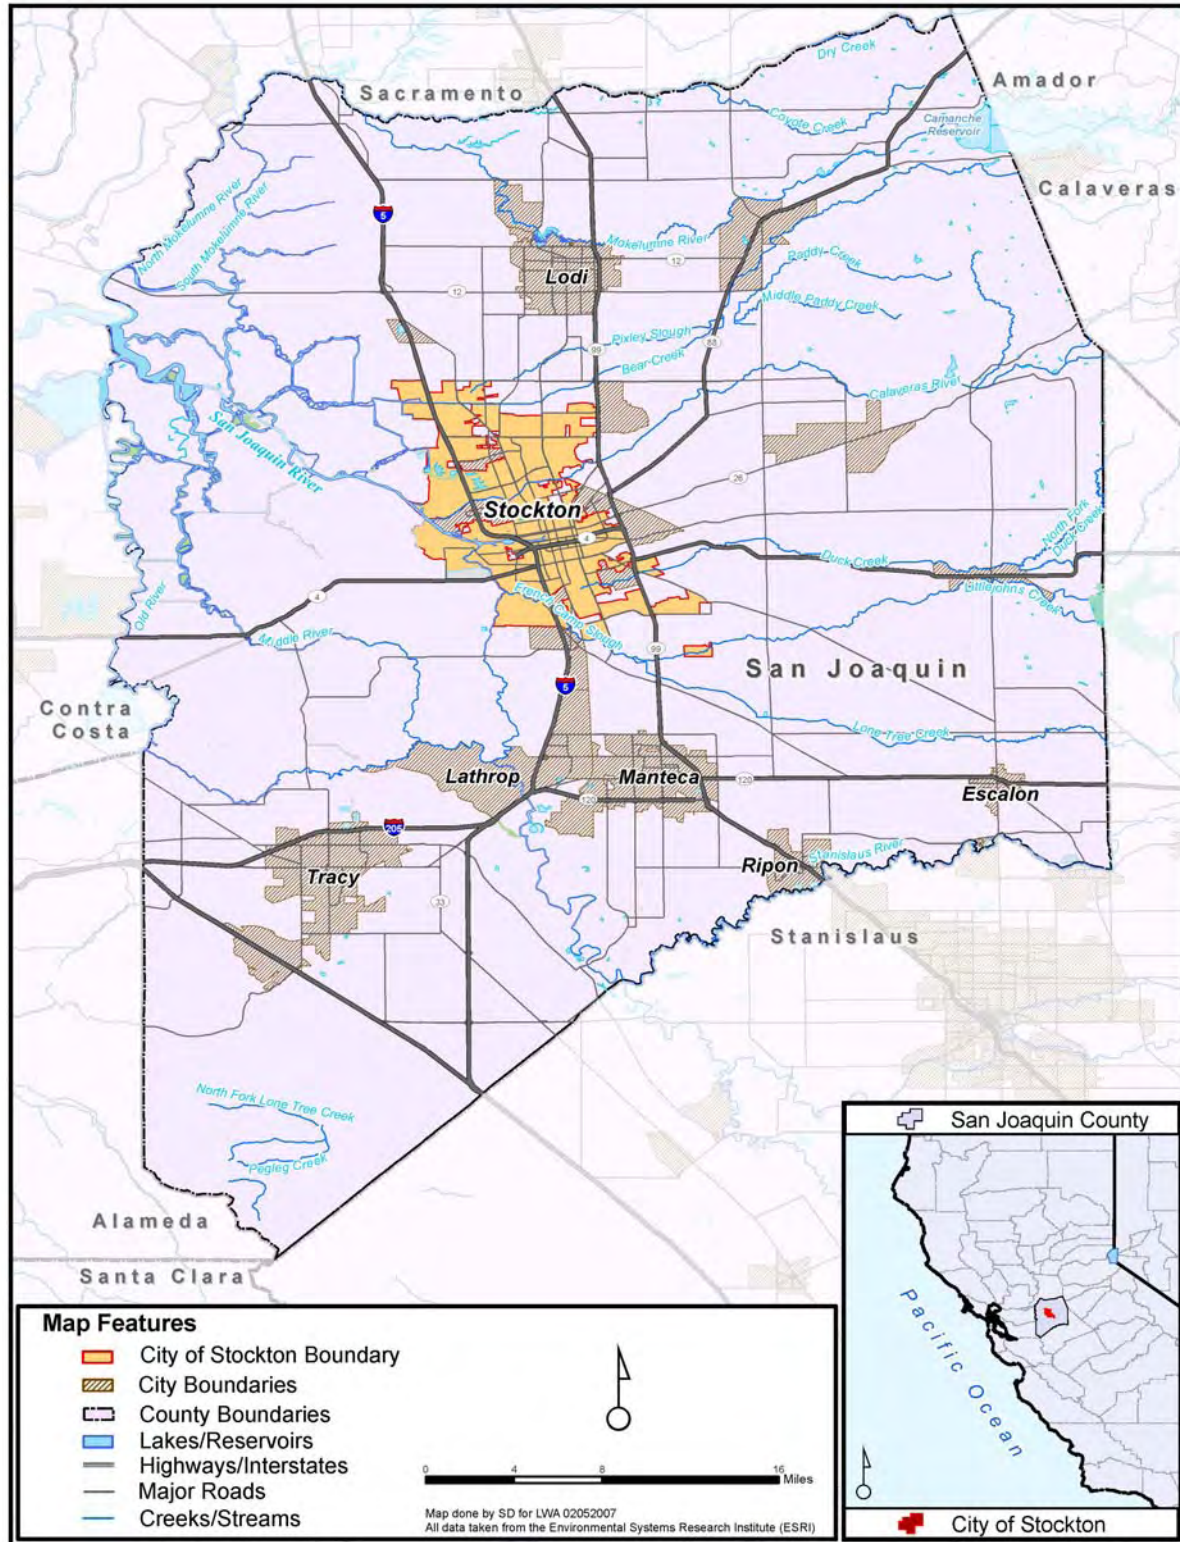 Dry Creek
Amador
Sacramento
Coyote Creek
Camanche
Reservoir
Calaveras
5
North Mokelumne River
South Mokelumne River
Mokelumne River
12
Lodi
Paddy Creek
12
Middle Paddy Creek
Pixley Slough
99
88
Bear Creek
Calaveras River
San Joaquin River
26
Stockton
4
North Fork
Duck Creek
Duck Creek
Littlejohn's Creek
Old River
4
French Camp Slough
Middle River
99
San Joaquin
5
Contra
Costa
Lone Tree Creek
Lathrop
Manteca
120
120
Escalon
205
Stanislaus River
Ripon
Tracy
33
Stanislaus
North Fork Lone Tree Creek
Pegleg Creek
Alameda
Santa Clara
San Joaquin County
Pacific Ocean
City of Stockton
Map Features
City of Stockton Boundary
City Boundaries
County Boundaries
Lakes/Reservoirs
Highways/Interstates
Major Roads
Creeks/Streams
0 4 8 16
Miles
Map done by SD for LWA 02052007
All data taken from the Environmental Systems Research Institute (ESRI)